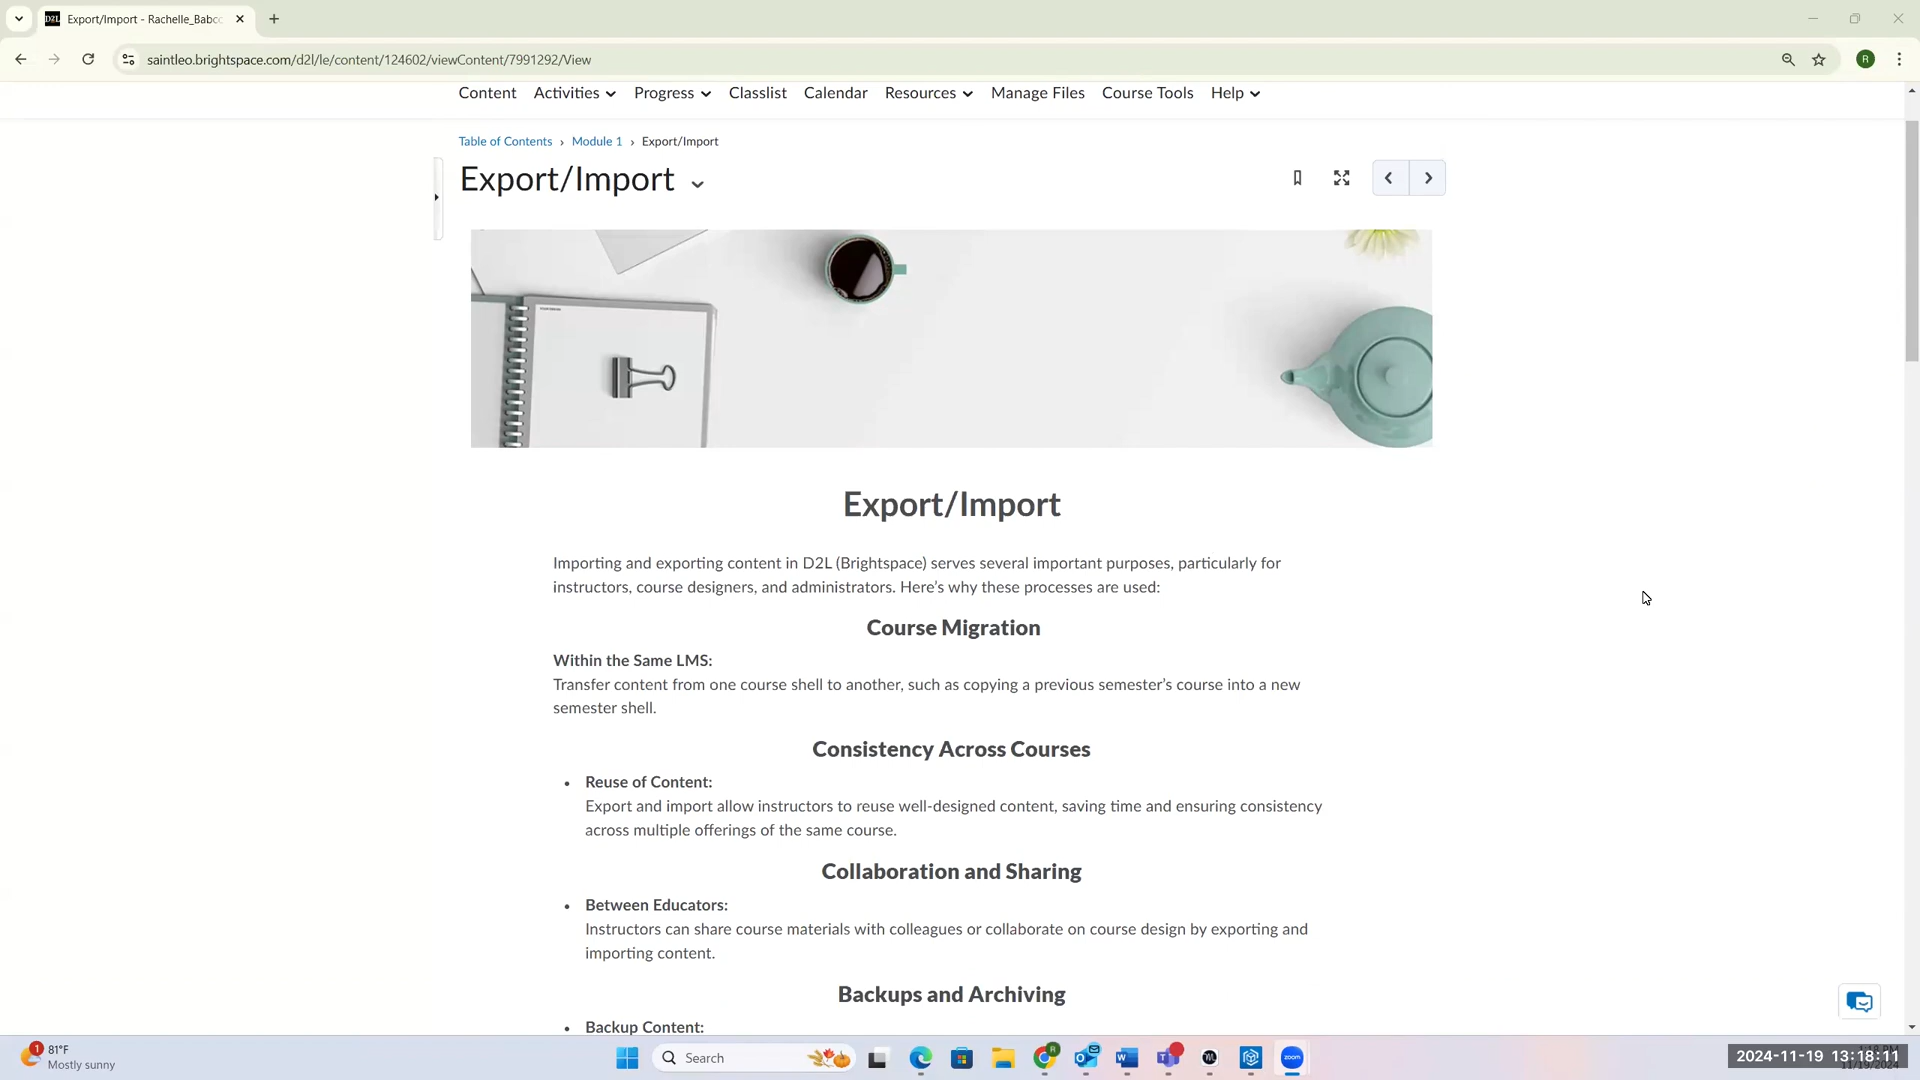 D2L Export/Import - Rachelle_Babco
saintleo.brightspace.com/d2l/le/content/124602/viewContent/7991292/View
R
Content Activities Progress Classlist Calendar Resources Manage Files Course Tools Help
Table of Contents › Module 1 › Export/Import
Export/Import
Export/Import
Importing and exporting content in D2L (Brightspace) serves several important purposes, particularly for
instructors, course designers, and administrators. Here’s why these processes are used:
Course Migration
Within the Same LMS:
Transfer content from one course shell to another, such as copying a previous semester’s course into a new
semester shell.
Consistency Across Courses
• Reuse of Content:
Export and import allow instructors to reuse well-designed content, saving time and ensuring consistency
across multiple offerings of the same course.
Collaboration and Sharing
• Between Educators:
Instructors can share course materials with colleagues or collaborate on course design by exporting and
importing content.
Backups and Archiving
• Backup Content:
1
81°F
Mostly sunny
Search
R
W
zoom
2024-11-19 13:18:11